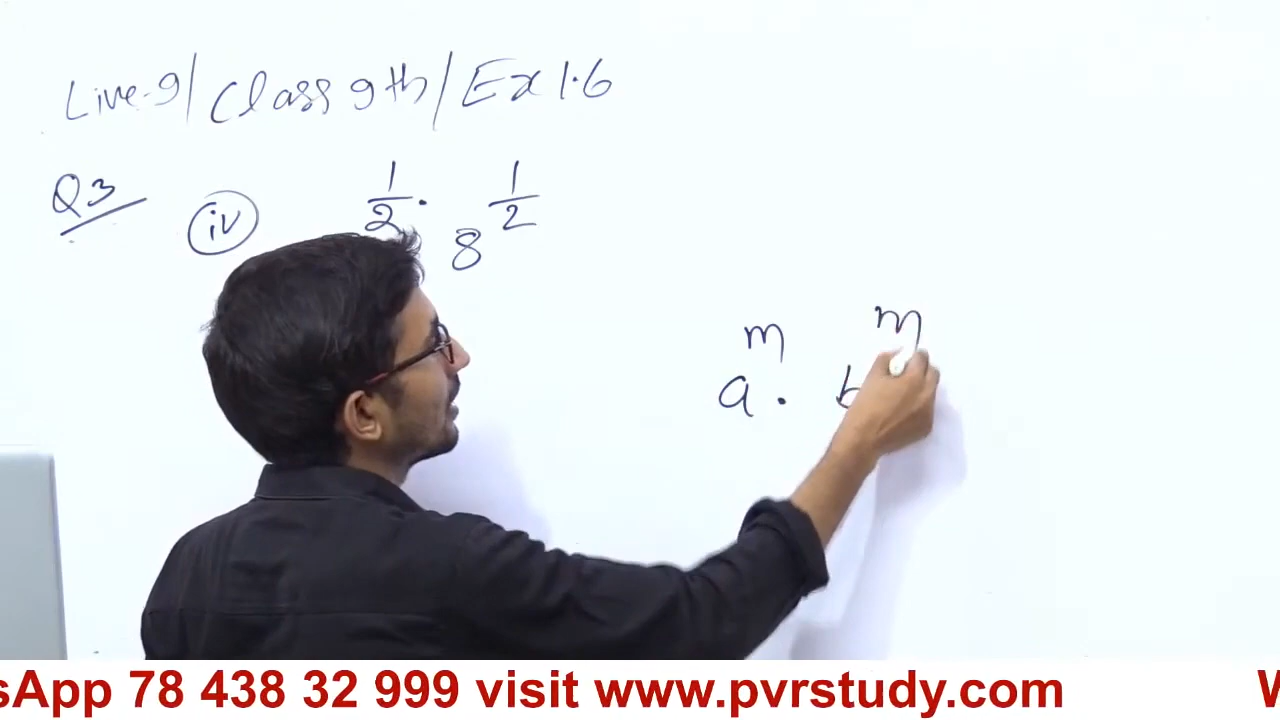 Live-9/Class 9th/Ex 1.6
Q3 (iv) 1/2 . 8 1/2
m m
a . b
sApp 78 438 32 999 visit www.pvrstudy.com W